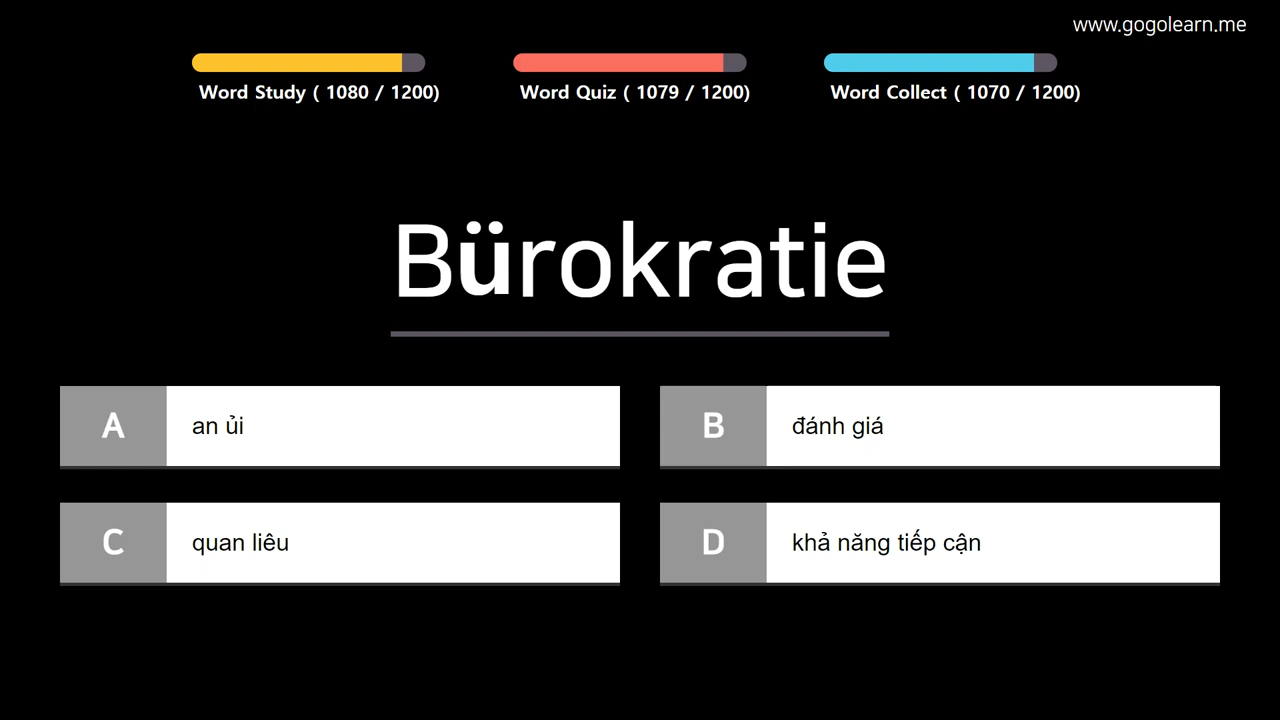 www.gogolearn.me
Word Study ( 1080 / 1200)
Word Quiz ( 1079 / 1200)
Word Collect ( 1070 / 1200)
Bürokratie
A an ủi
B đánh giá
C quan liêu
D khả năng tiếp cận